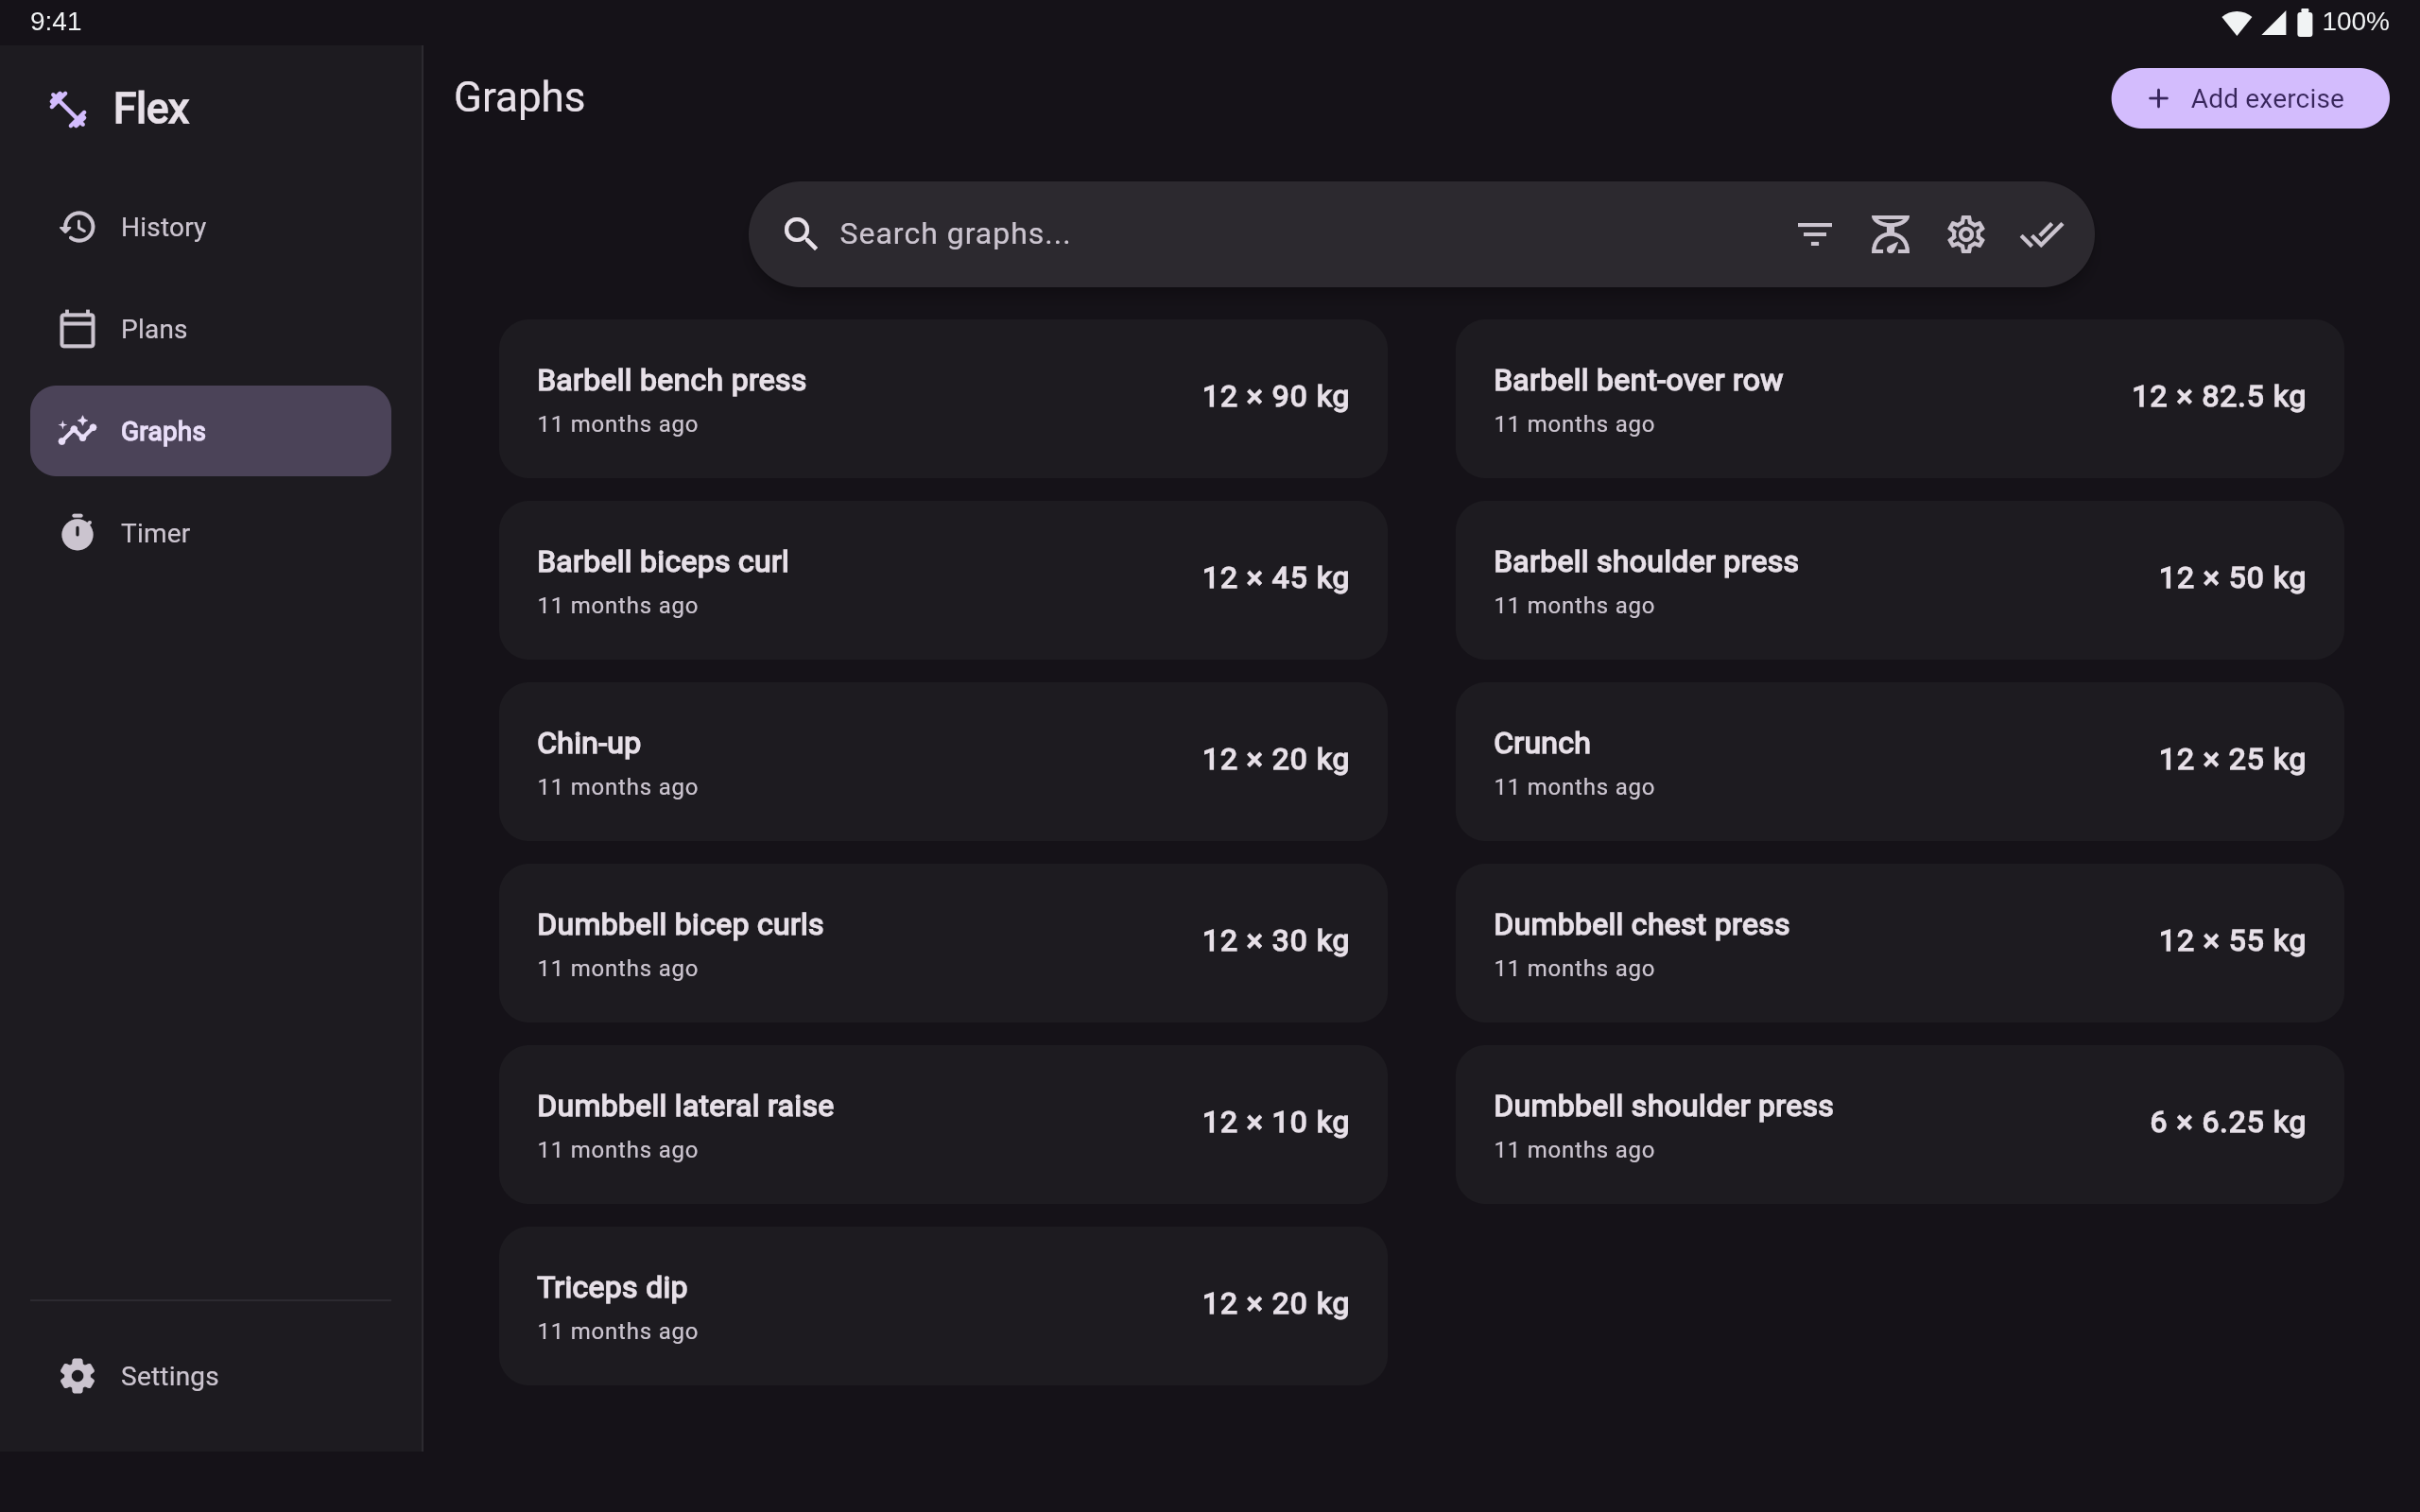 9:41
100%
Flex
History
Plans
Graphs
Timer
Settings
Graphs
Add exercise
Search graphs...
Barbell bench press
11 months ago
12 × 90 kg
Barbell bent-over row
11 months ago
12 × 82.5 kg
Barbell biceps curl
11 months ago
12 × 45 kg
Barbell shoulder press
11 months ago
12 × 50 kg
Chin-up
11 months ago
12 × 20 kg
Crunch
11 months ago
12 × 25 kg
Dumbbell bicep curls
11 months ago
12 × 30 kg
Dumbbell chest press
11 months ago
12 × 55 kg
Dumbbell lateral raise
11 months ago
12 × 10 kg
Dumbbell shoulder press
11 months ago
6 × 6.25 kg
Triceps dip
11 months ago
12 × 20 kg